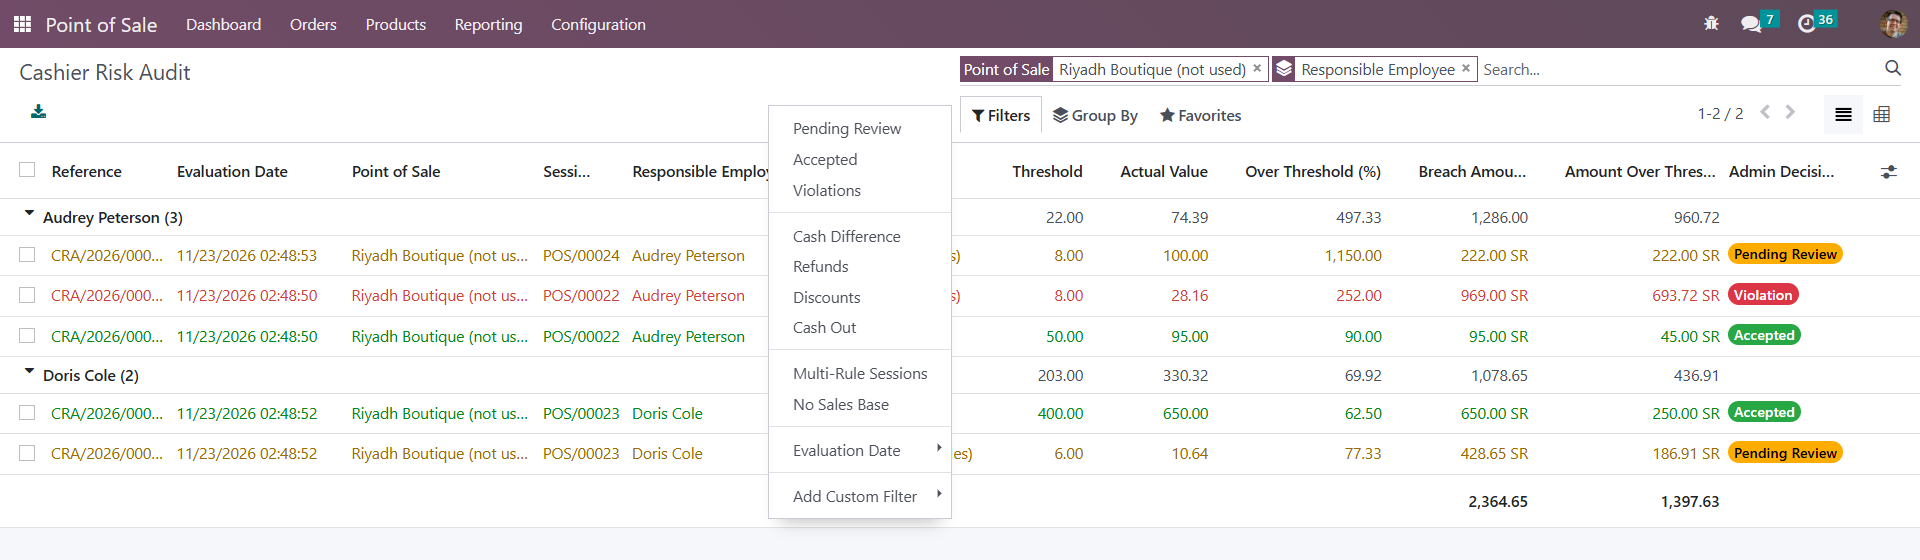 Point of Sale Dashboard Orders Products Reporting Configuration 7 36
Cashier Risk Audit
Point of Sale Riyadh Boutique (not used) × Responsible Employee × Search...
Filters Group By Favorites 1-2 / 2
Reference Evaluation Date Point of Sale Sessi... Responsible Employ Threshold Actual Value Over Threshold (%) Breach Amou... Amount Over Thres... Admin Decisi...
Audrey Peterson (3) 22.00 74.39 497.33 1,286.00 960.72
CRA/2026/000... 11/23/2026 02:48:53 Riyadh Boutique (not us... POS/00024 Audrey Peterson s) 8.00 100.00 1,150.00 222.00 SR 222.00 SR Pending Review
CRA/2026/000... 11/23/2026 02:48:50 Riyadh Boutique (not us... POS/00022 Audrey Peterson s) 8.00 28.16 252.00 969.00 SR 693.72 SR Violation
CRA/2026/000... 11/23/2026 02:48:50 Riyadh Boutique (not us... POS/00022 Audrey Peterson 50.00 95.00 90.00 95.00 SR 45.00 SR Accepted
Doris Cole (2) 203.00 330.32 69.92 1,078.65 436.91
CRA/2026/000... 11/23/2026 02:48:52 Riyadh Boutique (not us... POS/00023 Doris Cole 400.00 650.00 62.50 650.00 SR 250.00 SR Accepted
CRA/2026/000... 11/23/2026 02:48:52 Riyadh Boutique (not us... POS/00023 Doris Cole es) 6.00 10.64 77.33 428.65 SR 186.91 SR Pending Review
2,364.65 1,397.63
Pending Review
Accepted
Violations
Cash Difference
Refunds
Discounts
Cash Out
Multi-Rule Sessions
No Sales Base
Evaluation Date
Add Custom Filter